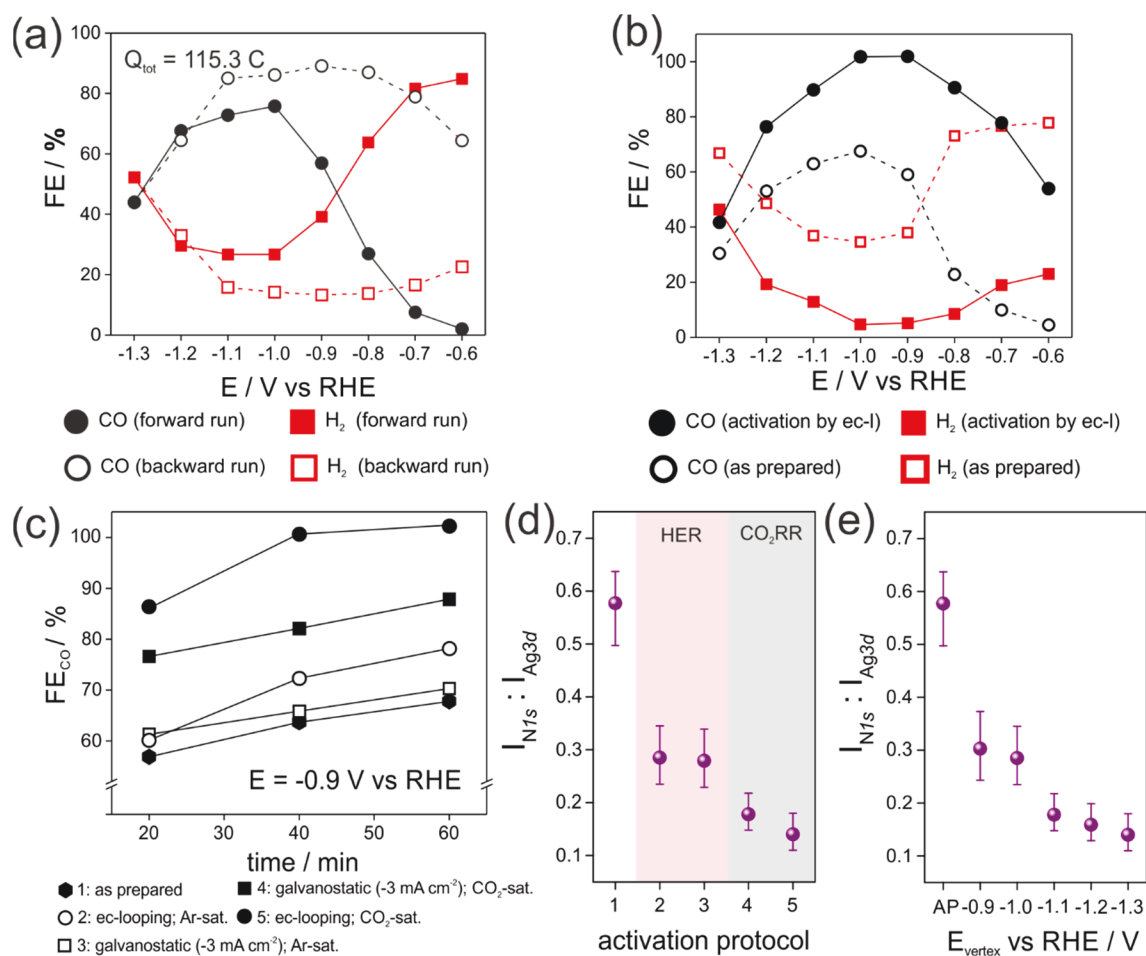 (a)
Q_tot = 115.3 C
100
80
60
40
20
0
FE / %
-1.3 -1.2 -1.1 -1.0 -0.9 -0.8 -0.7 -0.6
E / V vs RHE
CO (forward run) H₂ (forward run)
CO (backward run) H₂ (backward run)
(b)
100
80
60
40
20
0
FE / %
-1.3 -1.2 -1.1 -1.0 -0.9 -0.8 -0.7 -0.6
E / V vs RHE
CO (activation by ec-l) H₂ (activation by ec-l)
CO (as prepared) H₂ (as prepared)
(c)
100
90
80
70
60
FE_CO / %
E = -0.9 V vs RHE
20 30 40 50 60
time / min
1: as prepared 4: galvanostatic (-3 mA cm⁻²); CO₂-sat.
2: ec-looping; Ar-sat. 5: ec-looping; CO₂-sat.
3: galvanostatic (-3 mA cm⁻²); Ar-sat.
(d)
HER CO₂RR
0.7
0.6
0.5
0.4
0.3
0.2
0.1
I_N1s : I_Ag3d
1 2 3 4 5
activation protocol
(e)
0.7
0.6
0.5
0.4
0.3
0.2
0.1
I_N1s : I_Ag3d
AP -0.9 -1.0 -1.1 -1.2 -1.3
E_vertex vs RHE / V